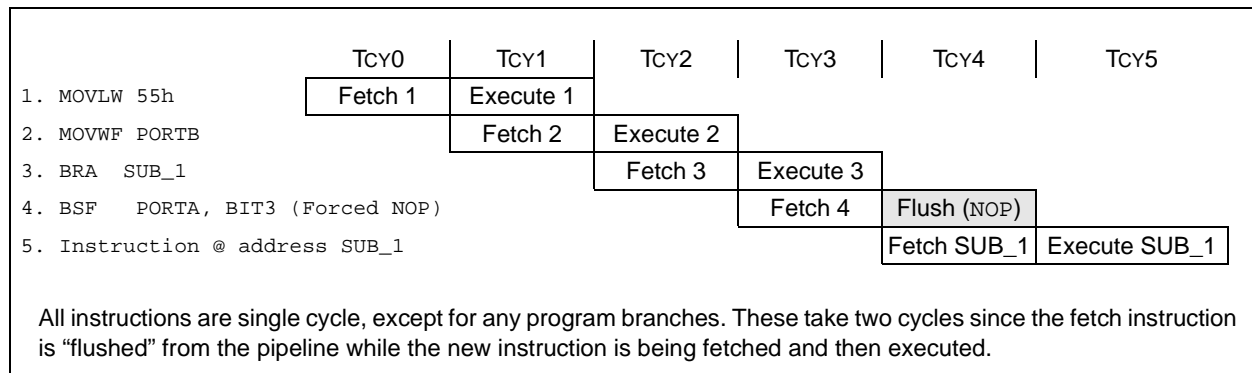 TCY0 TCY1 TCY2 TCY3 TCY4 TCY5
1. MOVLW 55h Fetch 1 Execute 1
2. MOVWF PORTB Fetch 2 Execute 2
3. BRA SUB_1 Fetch 3 Execute 3
4. BSF PORTA, BIT3 (Forced NOP) Fetch 4 Flush (NOP)
5. Instruction @ address SUB_1 Fetch SUB_1 Execute SUB_1
All instructions are single cycle, except for any program branches. These take two cycles since the fetch instruction
is “flushed” from the pipeline while the new instruction is being fetched and then executed.